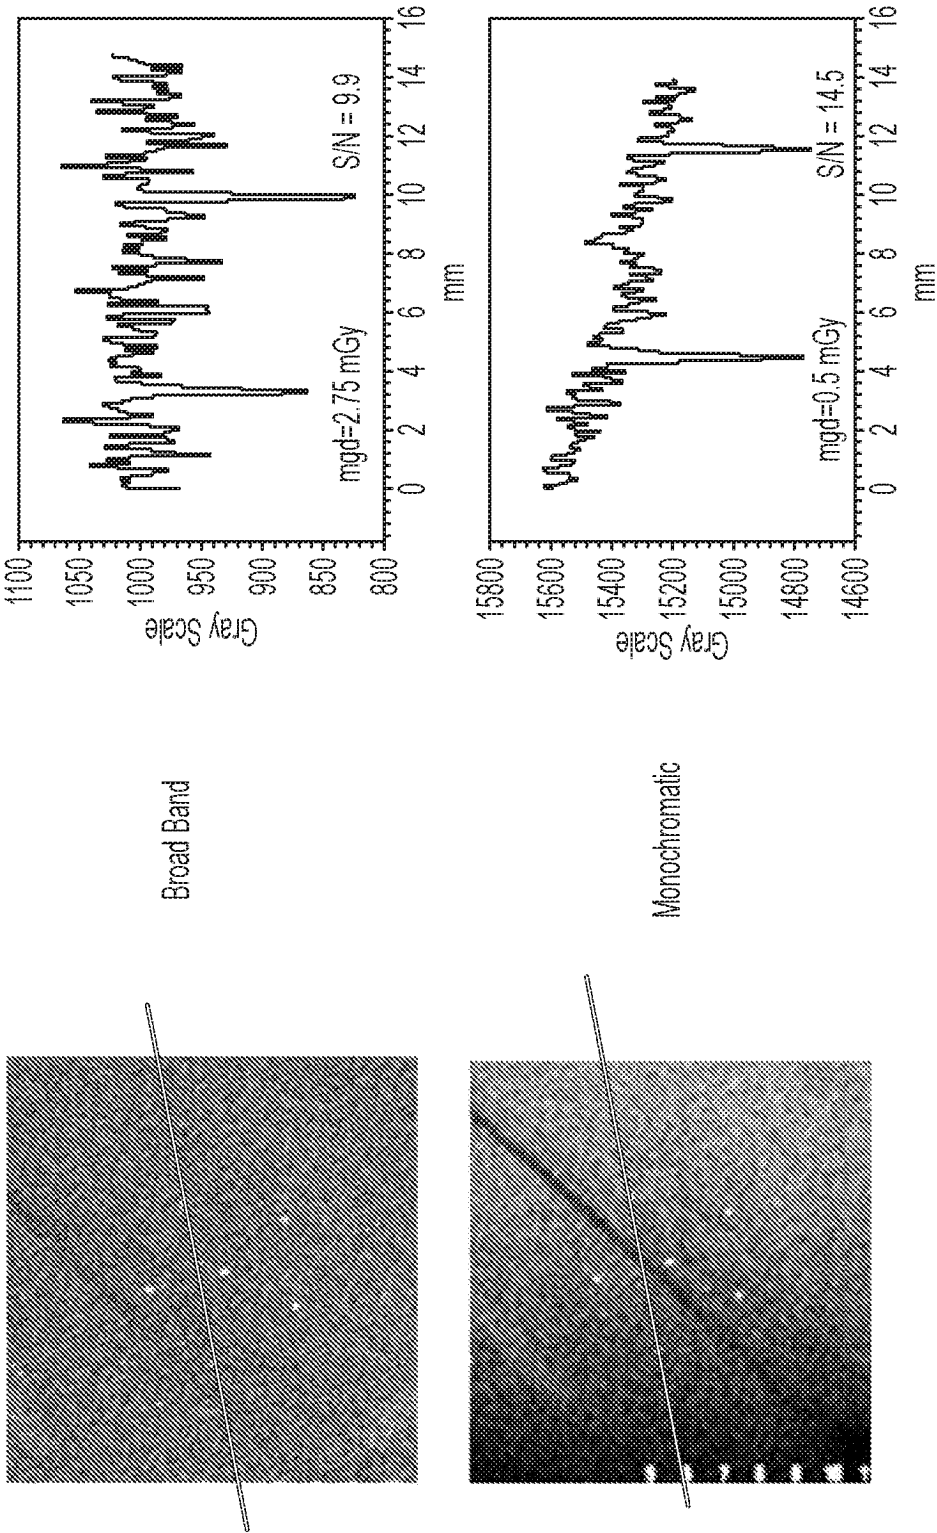 Broad Band
Gray Scale
1100
1050
1000
950
900
850
800
mgd=2.75 mGy
S/N = 9.9
0 2 4 6 8 10 12 14 16
mm
Monochromatic
Gray Scale
15800
15600
15400
15200
15000
14800
14600
mgd=0.5 mGy
S/N = 14.5
0 2 4 6 8 10 12 14 16
mm